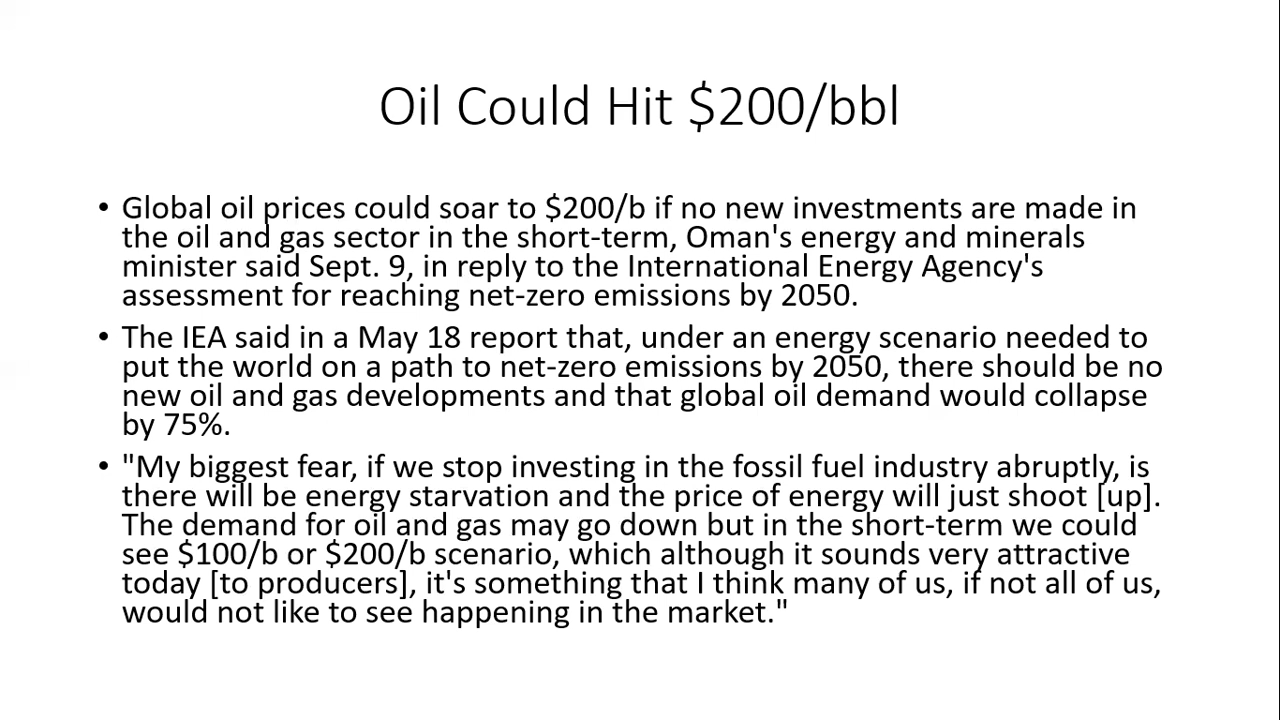 Oil Could Hit $200/bbl
• Global oil prices could soar to $200/b if no new investments are made in
the oil and gas sector in the short-term, Oman's energy and minerals
minister said Sept. 9, in reply to the International Energy Agency's
assessment for reaching net-zero emissions by 2050.
• The IEA said in a May 18 report that, under an energy scenario needed to
put the world on a path to net-zero emissions by 2050, there should be no
new oil and gas developments and that global oil demand would collapse
by 75%.
• "My biggest fear, if we stop investing in the fossil fuel industry abruptly, is
there will be energy starvation and the price of energy will just shoot [up].
The demand for oil and gas may go down but in the short-term we could
see $100/b or $200/b scenario, which although it sounds very attractive
today [to producers], it's something that I think many of us, if not all of us,
would not like to see happening in the market."